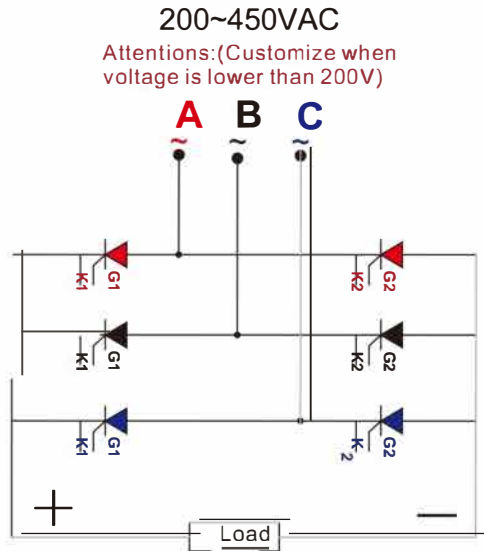 200~450VAC
Attentions:(Customize when
voltage is lower than 200V)
A B C
~ ~ ~
K1 G1 K2 G2
K1 G1 K2 G2
K1 G1 K2 G2
+ −
Load